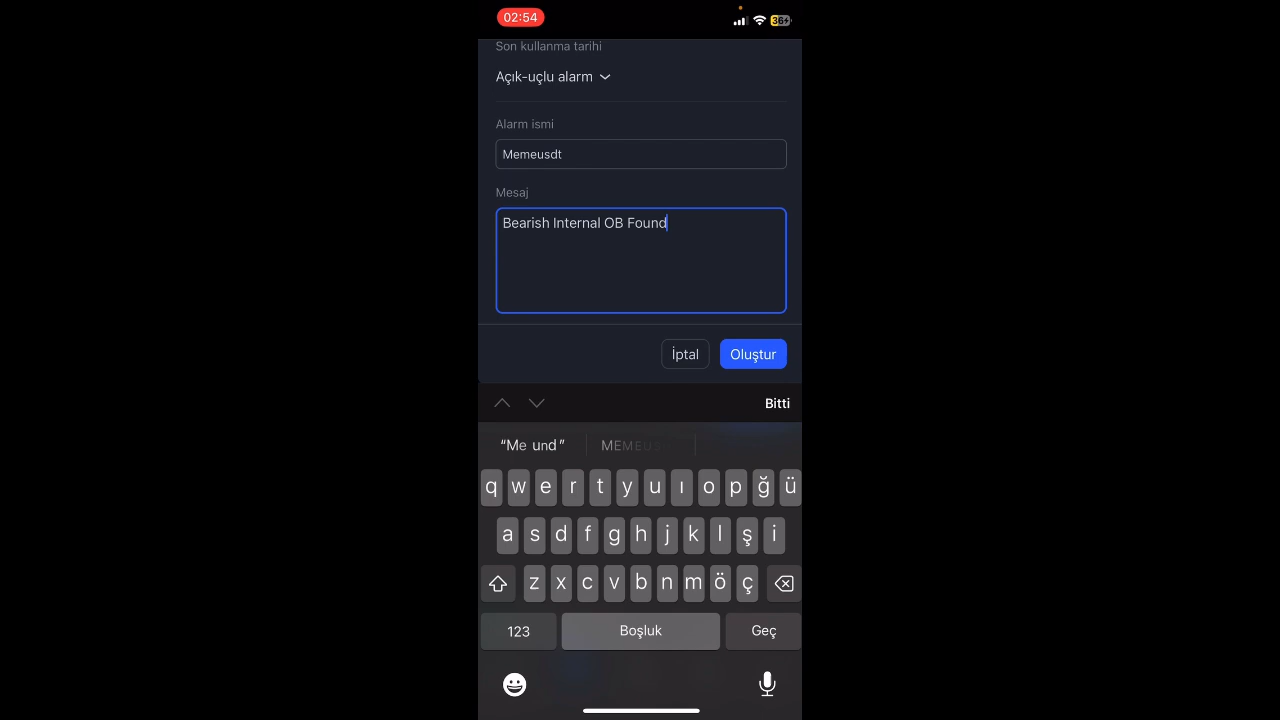 02:54
36
Son kullanma tarihi
Açık-uçlu alarm
Alarm ismi
Memeusdt
Mesaj
Bearish Internal OB Found
İptal
Oluştur
Bitti
“Me und”
q w e r t y u ı o p ğ ü
a s d f g h j k l ş i
z x c v b n m ö ç
123
Boşluk
Geç